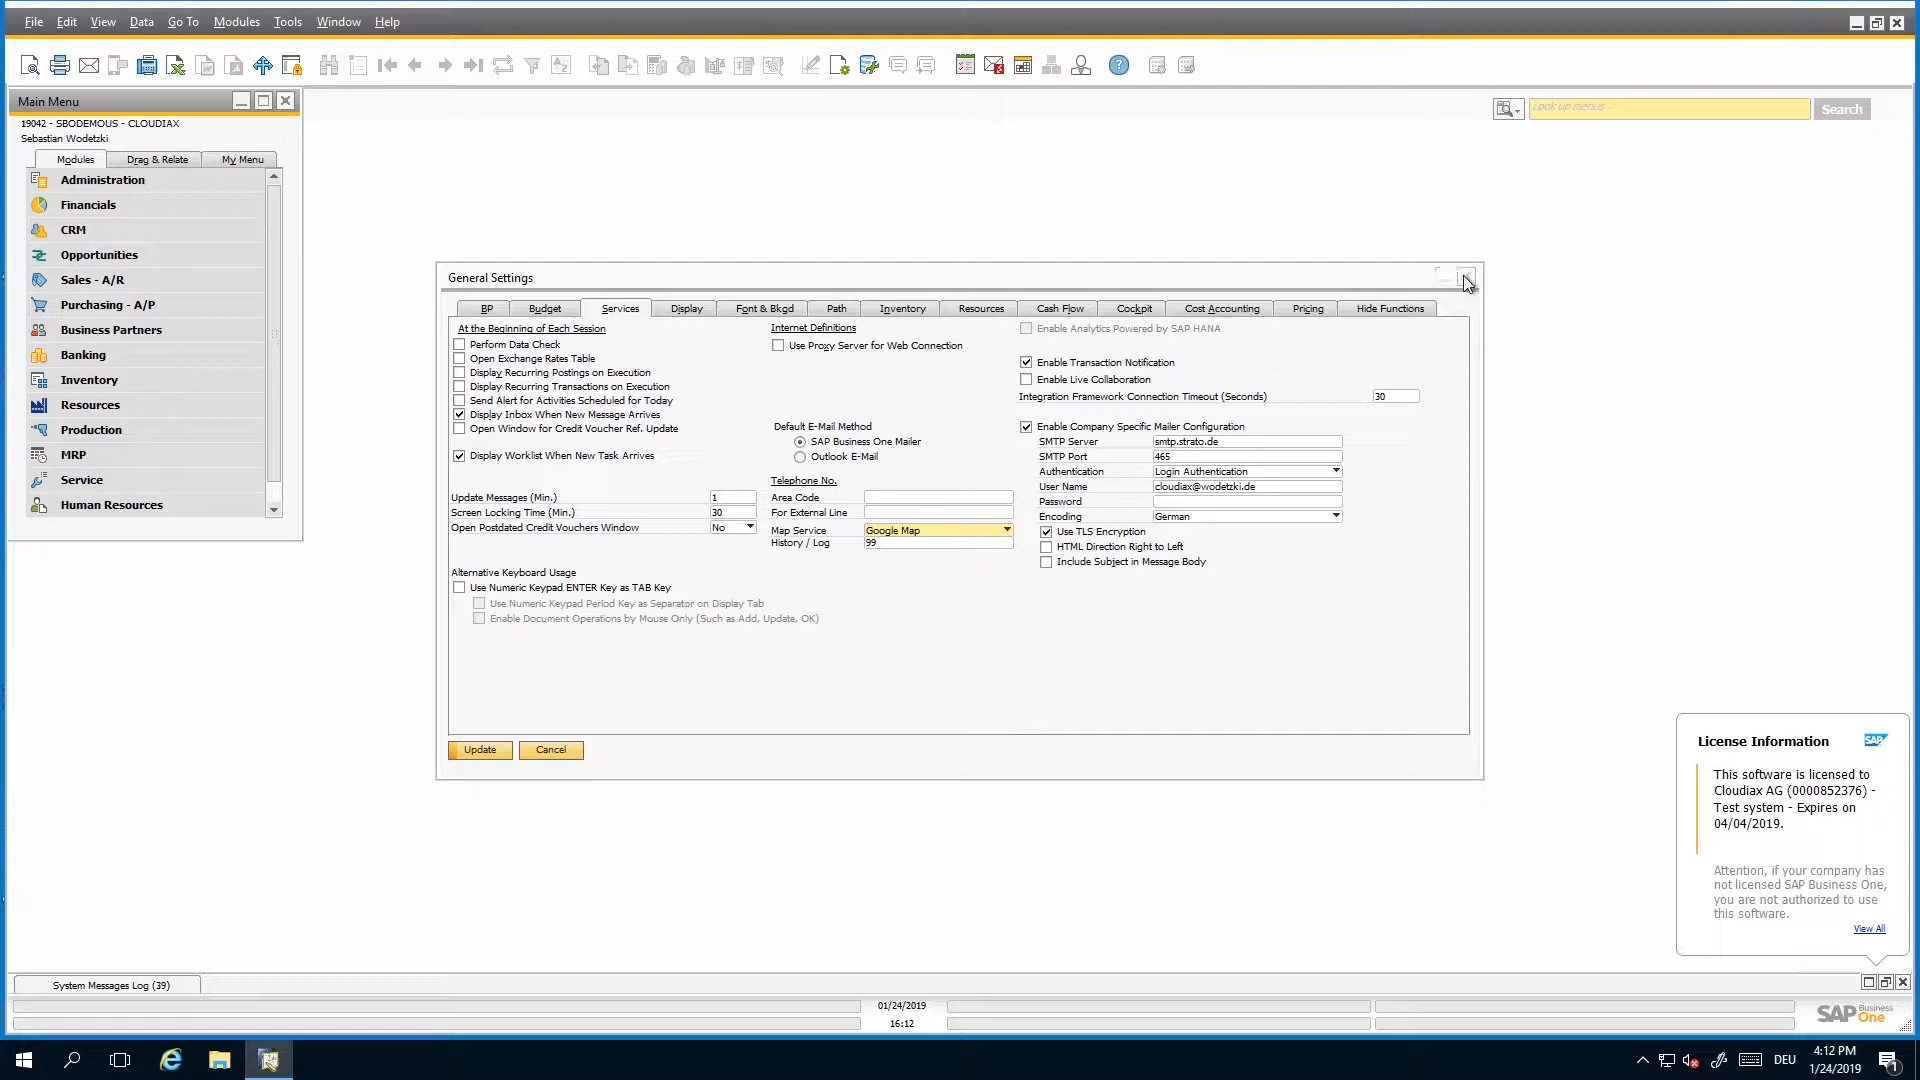 File Edit View Data Go To Modules Tools Window Help
Main Menu
19042 - SBODEMOUS - CLOUDIAX
Sebastian Wodetzki
Modules Drag & Relate My Menu
Administration
Financials
CRM
Opportunities
Sales - A/R
Purchasing - A/P
Business Partners
Banking
Inventory
Resources
Production
MRP
Service
Human Resources
Look up menus Search
General Settings
BP Budget Services Display Font & Bkgd Path Inventory Resources Cash Flow Cockpit Cost Accounting Pricing Hide Functions
At the Beginning of Each Session
Perform Data Check
Open Exchange Rates Table
Display Recurring Postings on Execution
Display Recurring Transactions on Execution
Send Alert for Activities Scheduled for Today
Display Inbox When New Message Arrives
Open Window for Credit Voucher Ref. Update
Display Worklist When New Task Arrives
Update Messages (Min.) 1
Screen Locking Time (Min.) 30
Open Postdated Credit Vouchers Window No
Alternative Keyboard Usage
Use Numeric Keypad ENTER Key as TAB Key
Use Numeric Keypad Period Key as Separator on Display Tab
Enable Document Operations by Mouse Only (Such as Add, Update, OK)
Internet Definitions
Use Proxy Server for Web Connection
Default E-Mail Method
SAP Business One Mailer
Outlook E-Mail
Telephone No.
Area Code
For External Line
Map Service Google Map
History / Log 99
Enable Analytics Powered by SAP HANA
Enable Transaction Notification
Enable Live Collaboration
Integration Framework Connection Timeout (Seconds) 30
Enable Company Specific Mailer Configuration
SMTP Server smtp.strato.de
SMTP Port 465
Authentication Login Authentication
User Name cloudiax@wodetzki.de
Password
Encoding German
Use TLS Encryption
HTML Direction Right to Left
Include Subject in Message Body
Update Cancel
License Information SAP
This software is licensed to
Cloudiax AG (0000852376) -
Test system - Expires on
04/04/2019.
Attention, if your company has
not licensed SAP Business One,
you are not authorized to use
this software.
View All
System Messages Log (39)
01/24/2019
16:12
SAP Business One
DEU
4:12 PM
1/24/2019
1